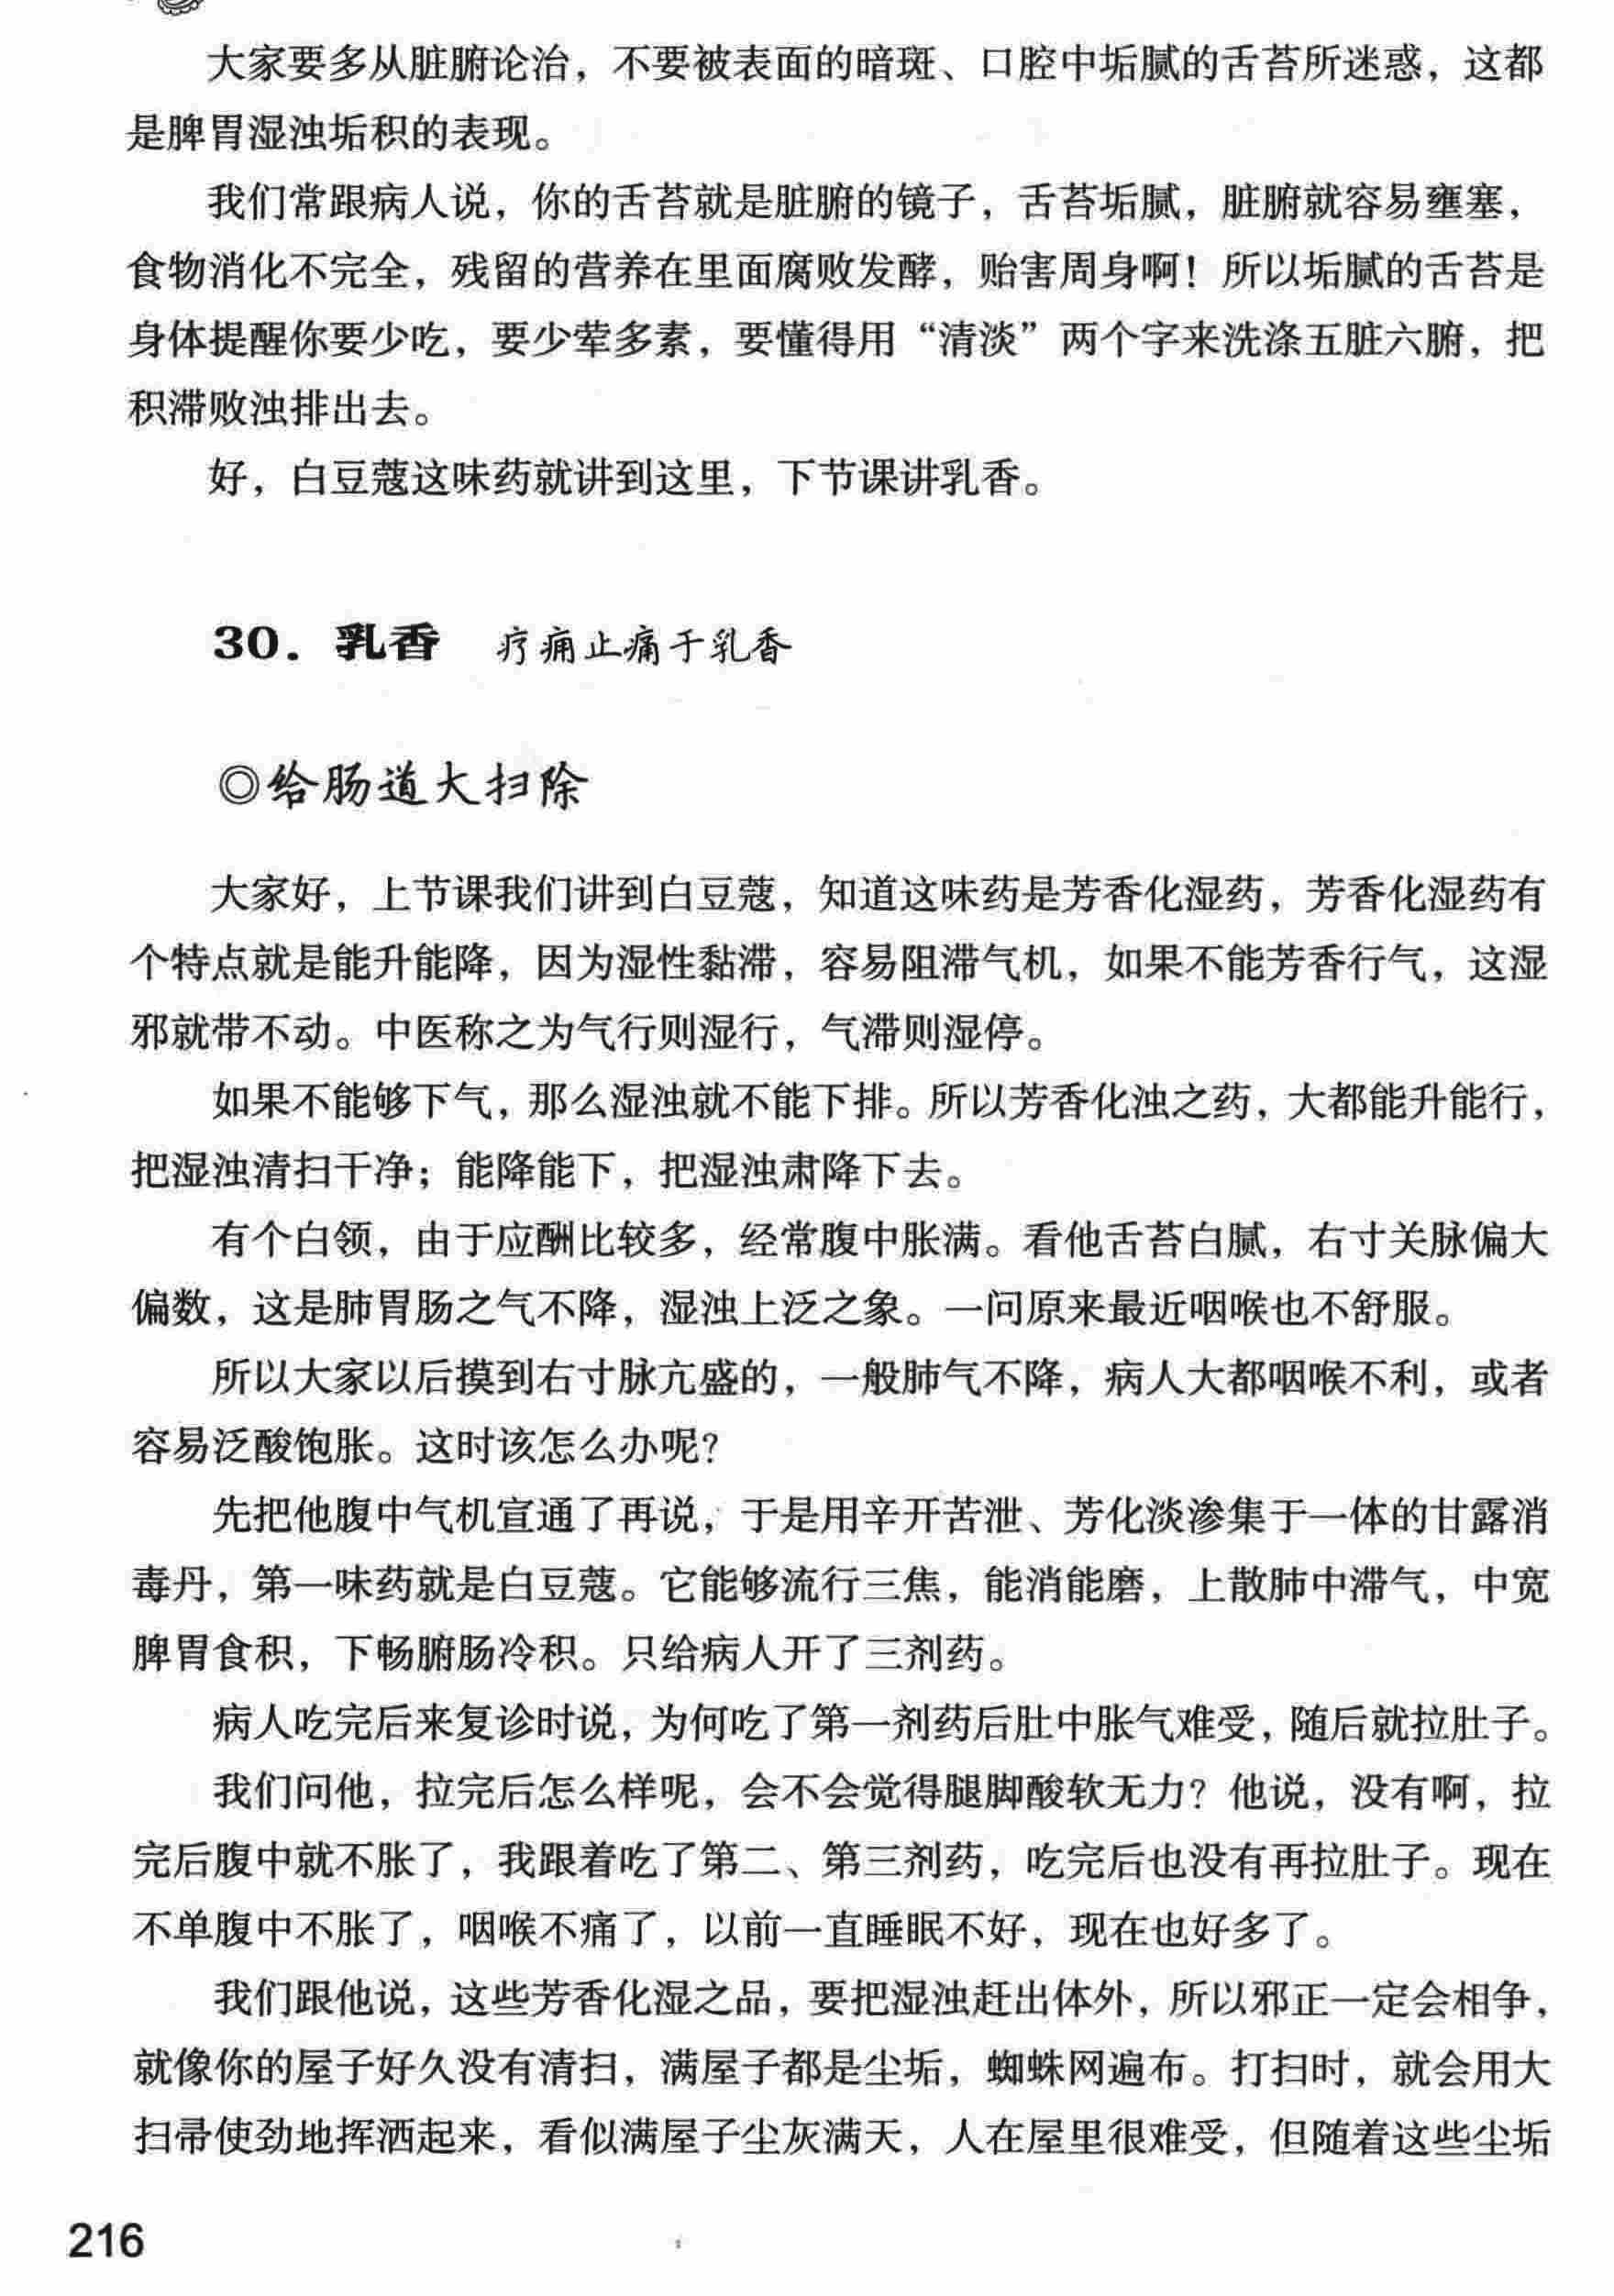 大家要多从脏腑论治，不要被表面的暗斑、口腔中垢腻的舌苔所迷惑，这都
是脾胃湿浊垢积的表现。
我们常跟病人说，你的舌苔就是脏腑的镜子，舌苔垢腻，脏腑就容易壅塞，
食物消化不完全，残留的营养在里面腐败发酵，贻害周身啊！所以垢腻的舌苔是
身体提醒你要少吃，要少荤多素，要懂得用“清淡”两个字来洗涤五脏六腑，把
积滞败浊排出去。
好，白豆蔻这味药就讲到这里，下节课讲乳香。
30．乳香 疗痈止痛于乳香
◎给肠道大扫除
大家好，上节课我们讲到白豆蔻，知道这味药是芳香化湿药，芳香化湿药有
个特点就是能升能降，因为湿性黏滞，容易阻滞气机，如果不能芳香行气，这湿
邪就带不动。中医称之为气行则湿行，气滞则湿停。
如果不能够下气，那么湿浊就不能下排。所以芳香化浊之药，大都能升能行，
把湿浊清扫干净；能降能下，把湿浊肃降下去。
有个白领，由于应酬比较多，经常腹中胀满。看他舌苔白腻，右寸关脉偏大
偏数，这是肺胃肠之气不降，湿浊上泛之象。一问原来最近咽喉也不舒服。
所以大家以后摸到右寸脉亢盛的，一般肺气不降，病人大都咽喉不利，或者
容易泛酸饱胀。这时该怎么办呢？
先把他腹中气机宣通了再说，于是用辛开苦泄、芳化淡渗集于一体的甘露消
毒丹，第一味药就是白豆蔻。它能够流行三焦，能消能磨，上散肺中滞气，中宽
脾胃食积，下畅腑肠冷积。只给病人开了三剂药。
病人吃完后来复诊时说，为何吃了第一剂药后肚中胀气难受，随后就拉肚子。
我们问他，拉完后怎么样呢，会不会觉得腿脚酸软无力？他说，没有啊，拉
完后腹中就不胀了，我跟着吃了第二、第三剂药，吃完后也没有再拉肚子。现在
不单腹中不胀了，咽喉不痛了，以前一直睡眠不好，现在也好多了。
我们跟他说，这些芳香化湿之品，要把湿浊赶出体外，所以邪正一定会相争，
就像你的屋子好久没有清扫，满屋子都是尘垢，蜘蛛网遍布。打扫时，就会用大
扫帚使劲地挥洒起来，看似满屋子尘灰满天，人在屋里很难受，但随着这些尘垢
216